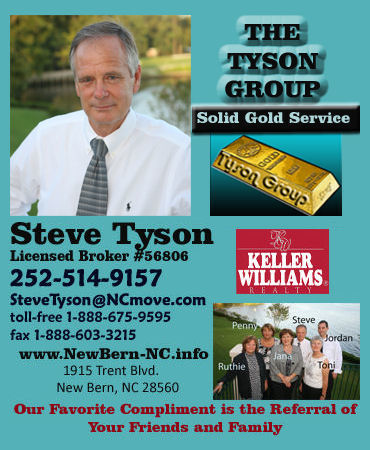 THE
TYSON
GROUP
Solid Gold Service
GOLD
Tyson Group
Steve Tyson
Licensed Broker #56806
252-514-9157
SteveTyson@NCmove.com
toll-free 1-888-675-9595
fax 1-888-603-3215
www.NewBern-NC.info
1915 Trent Blvd.
New Bern, NC 28560
KW
KELLER
WILLIAMS®
REALTY
Penny
Steve
Jordan
Ruthie
Jana
Toni
Our Favorite Compliment is the Referral of
Your Friends and Family